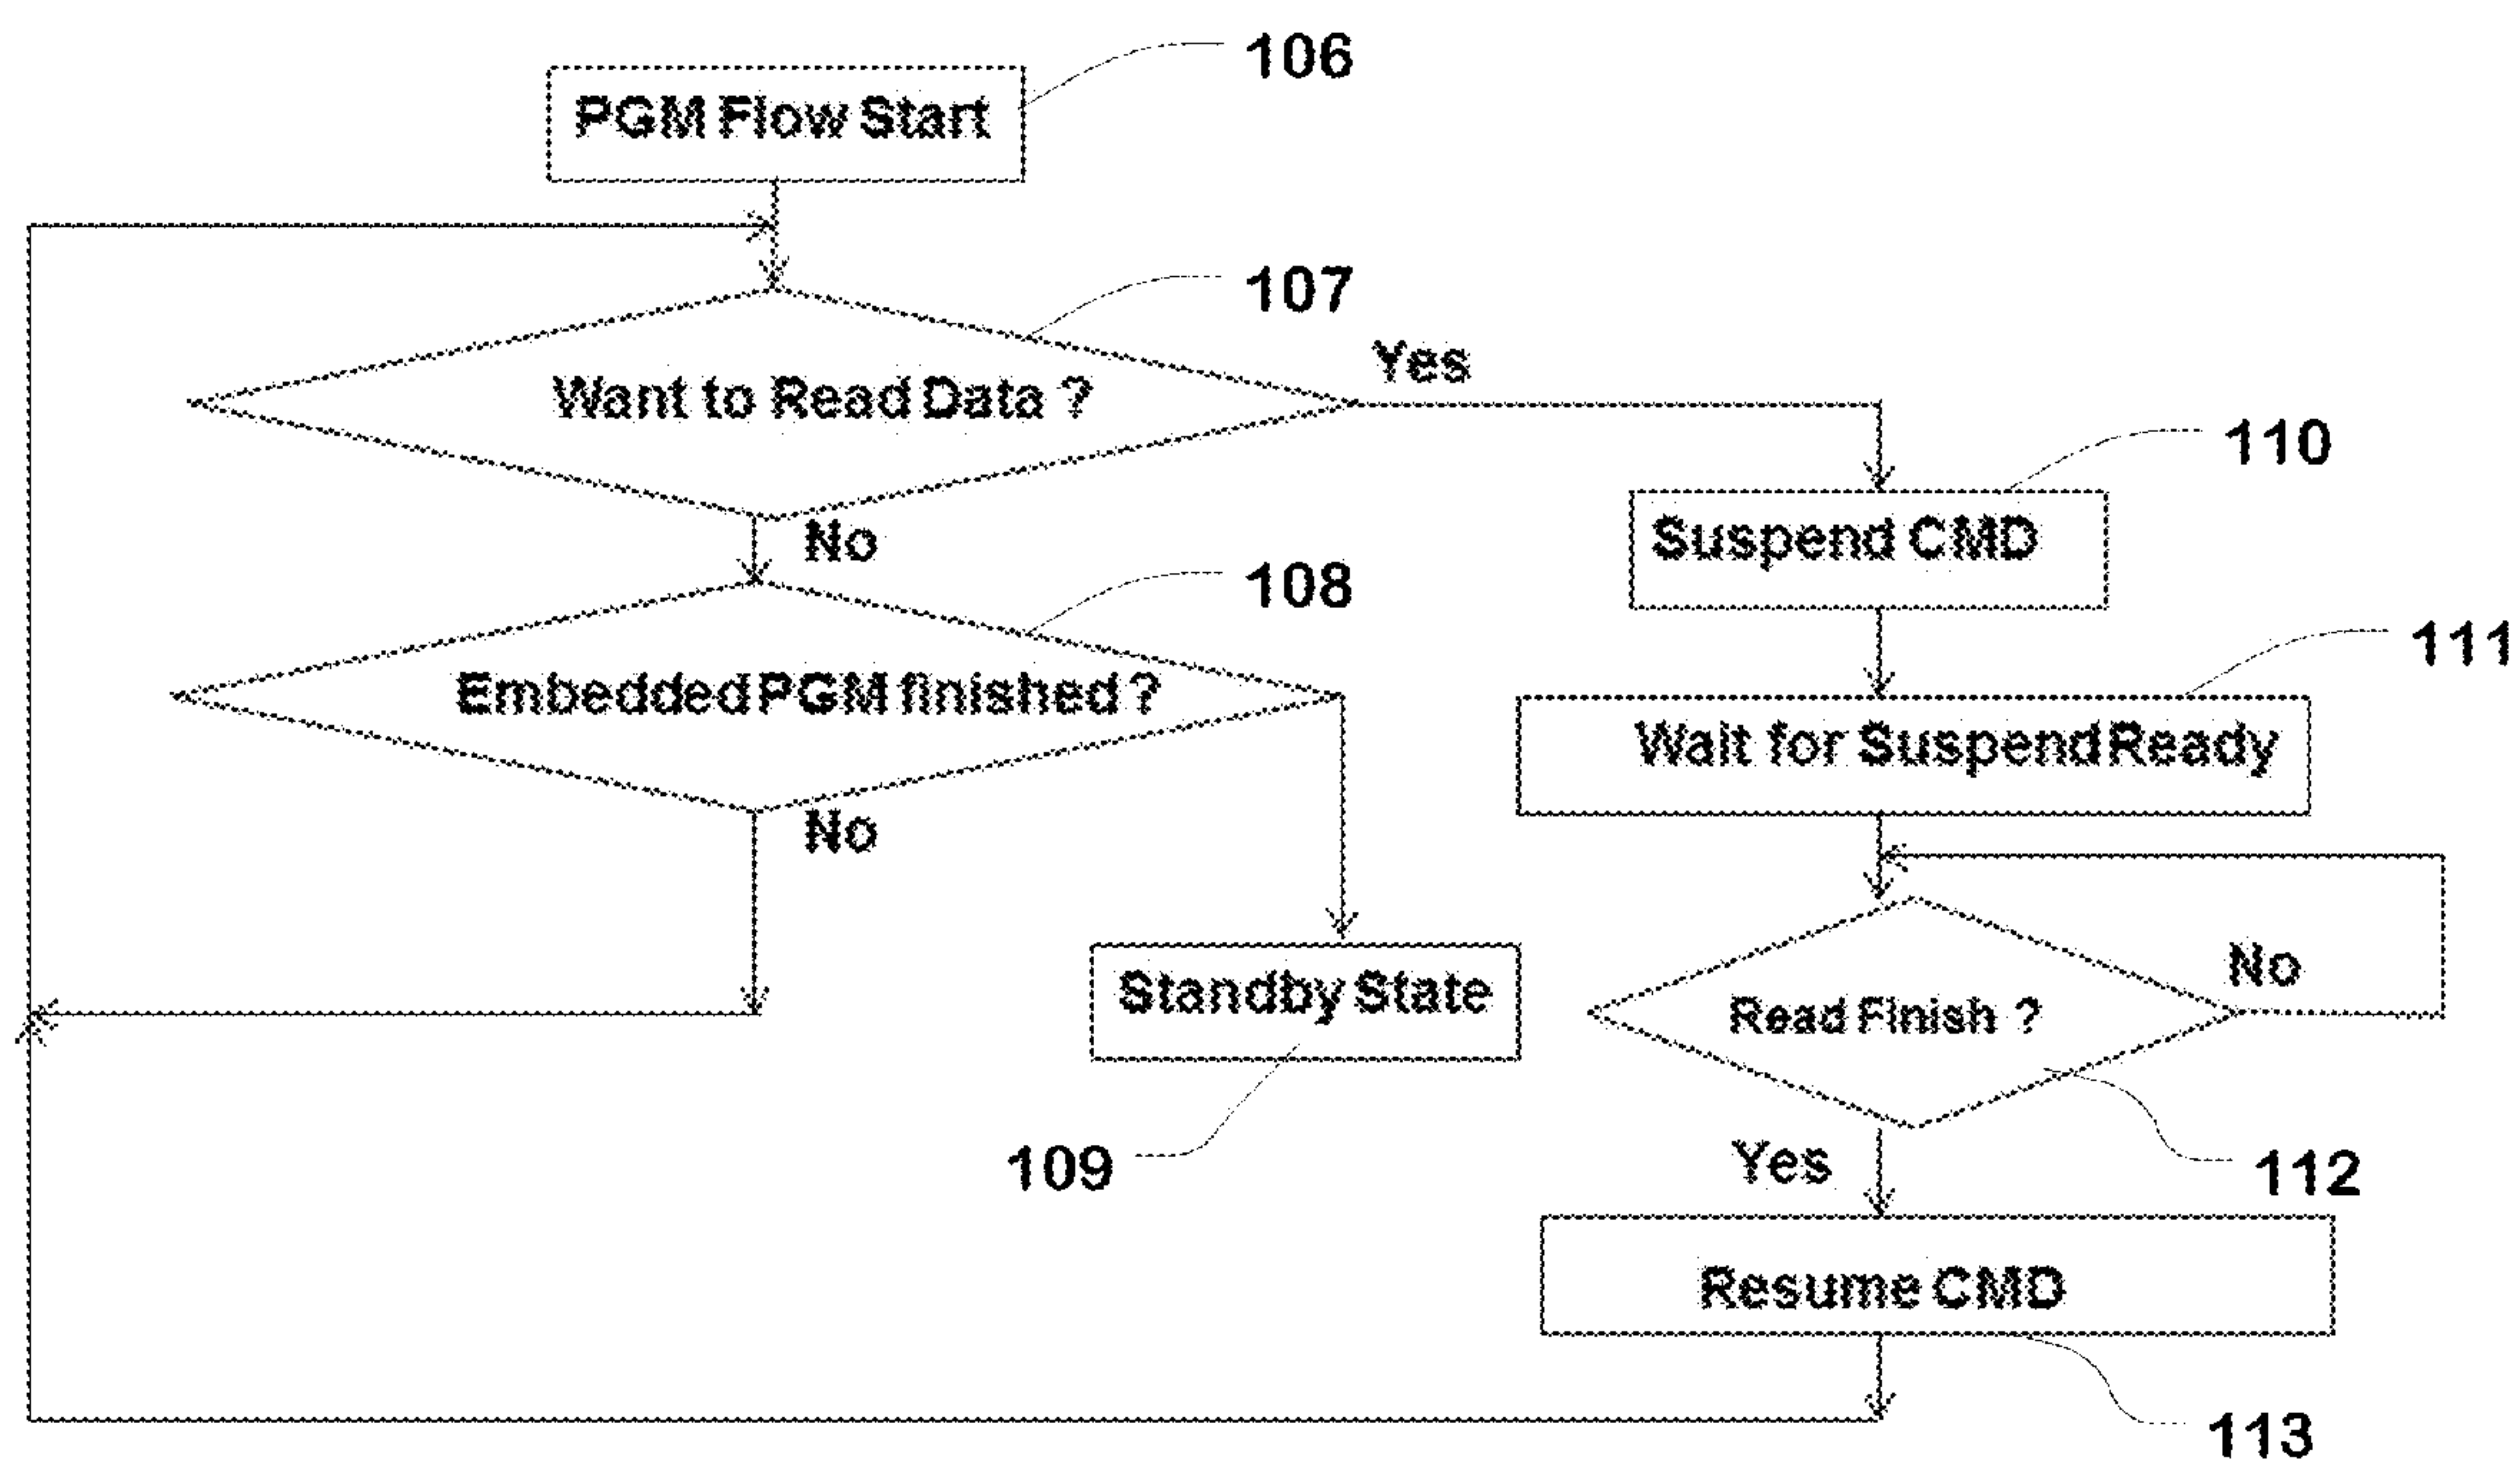 106
PGM Flow Start
107
Want to Read Data ?
Yes
No
110
Suspend CMD
108
Embedded PGM finished ?
No
111
Wait for Suspend Ready
Standby State
109
Read Finish ?
No
112
Yes
Resume CMD
113